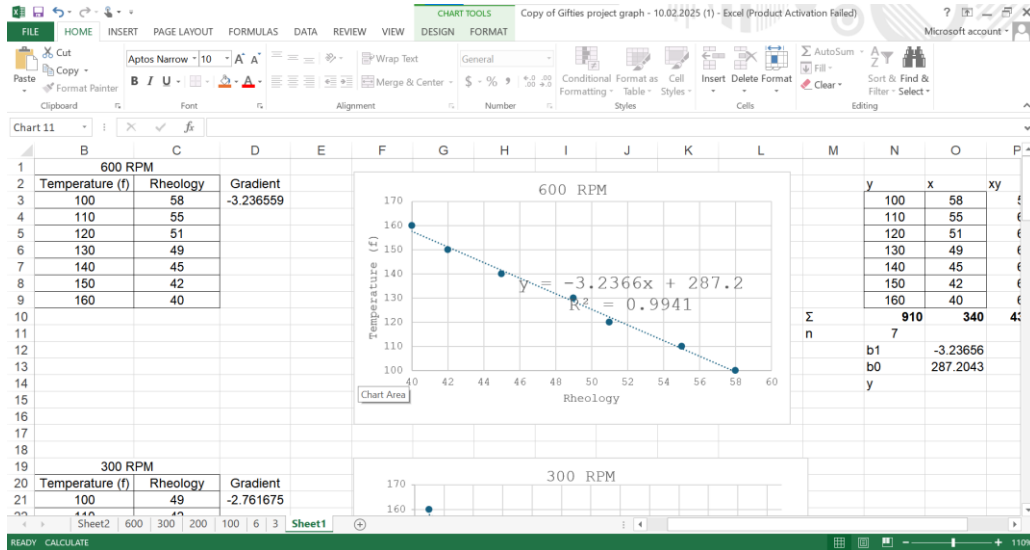 CHART TOOLS
Copy of Gifties project graph - 10.02.2025 (1) - Excel (Product Activation Failed)
FILE HOME INSERT PAGE LAYOUT FORMULAS DATA REVIEW VIEW DESIGN FORMAT Microsoft account
Cut
Copy
Format Painter
Paste
Aptos Narrow 10
B I U
Wrap Text
Merge & Center
General
$ - % ,
Conditional Formatting
Format as Table
Cell Styles
Insert Delete Format
AutoSum
Fill
Clear
Sort & Filter
Find & Select
Clipboard Font Alignment Number Styles Cells Editing
Chart 11 fx
B C D E F G H I J K L M N O P
1 600 RPM
2 Temperature (f) Rheology Gradient y x xy
3 100 58 -3.236559 100 58
4 110 55 110 55
5 120 51 120 51
6 130 49 130 49
7 140 45 140 45
8 150 42 150 42
9 160 40 160 40
10 Σ 910 340
11 n 7
12 b1 -3.23656
13 b0 287.2043
14 y
15
16
17
18
19 300 RPM
20 Temperature (f) Rheology Gradient
21 100 49 -2.761675
600 RPM
170
160
150
140
130
120
110
100
Temperature (f)
y = -3.2366x + 287.2
R² = 0.9941
40 42 44 46 48 50 52 54 56 58 60
Rheology
Chart Area
300 RPM
170
160
Sheet2 600 300 200 100 6 3 Sheet1
READY CALCULATE 110%